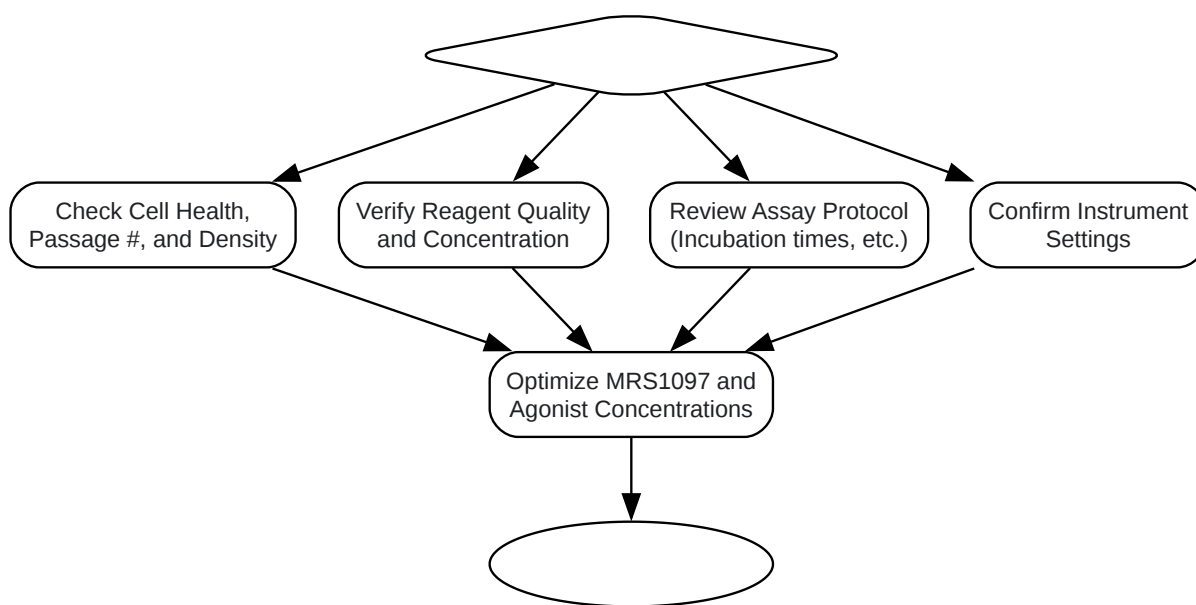 Check Cell Health,
Passage #, and Density
Verify Reagent Quality
and Concentration
Review Assay Protocol
(Incubation times, etc.)
Confirm Instrument
Settings
Optimize MRS1097 and
Agonist Concentrations